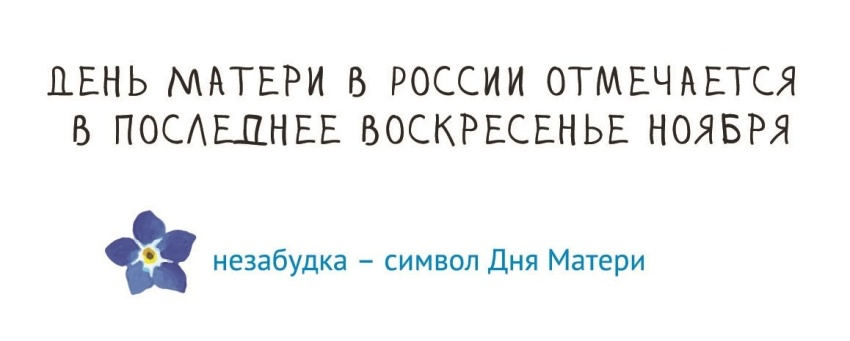 ДЕНЬ МАТЕРИ В РОССИИ ОТМЕЧАЕТСЯ
В ПОСЛЕДНЕЕ ВОСКРЕСЕНЬЕ НОЯБРЯ
незабудка – символ Дня Матери